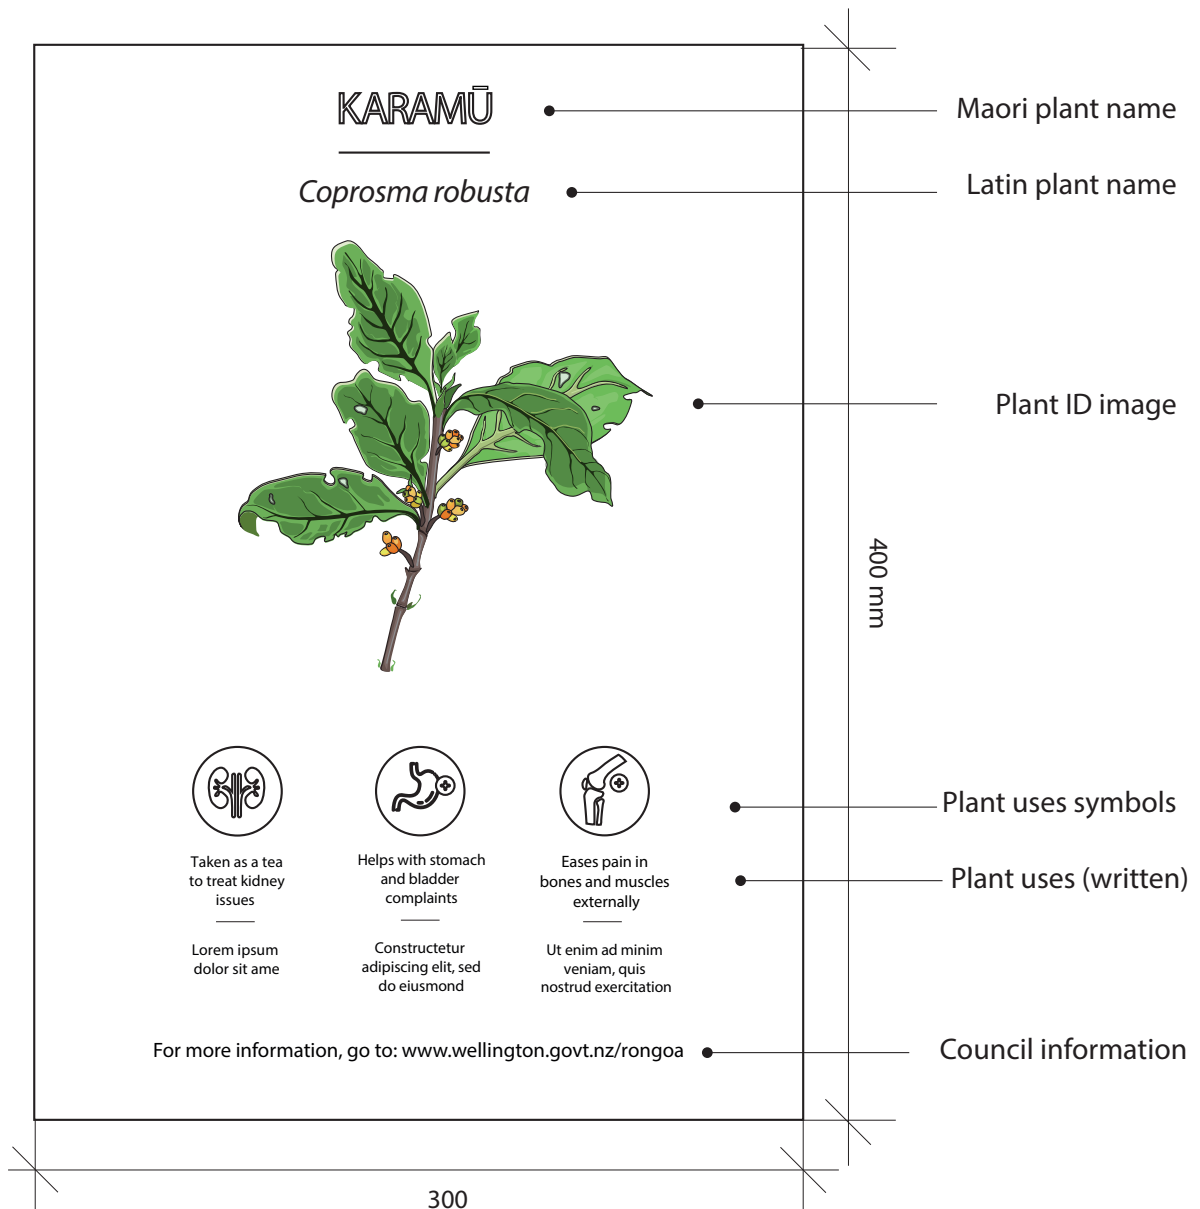 KARAMŪ
Maori plant name
Coprosma robusta
Latin plant name
Plant ID image
400 mm
Plant uses symbols
Taken as a tea
to treat kidney
issues
Helps with stomach
and bladder
complaints
Eases pain in
bones and muscles
externally
Plant uses (written)
Lorem ipsum
dolor sit ame
Constructetur
adipiscing elit, sed
do eiusmond
Ut enim ad minim
veniam, quis
nostrud exercitation
For more information, go to: www.wellington.govt.nz/rongoa
Council information
300